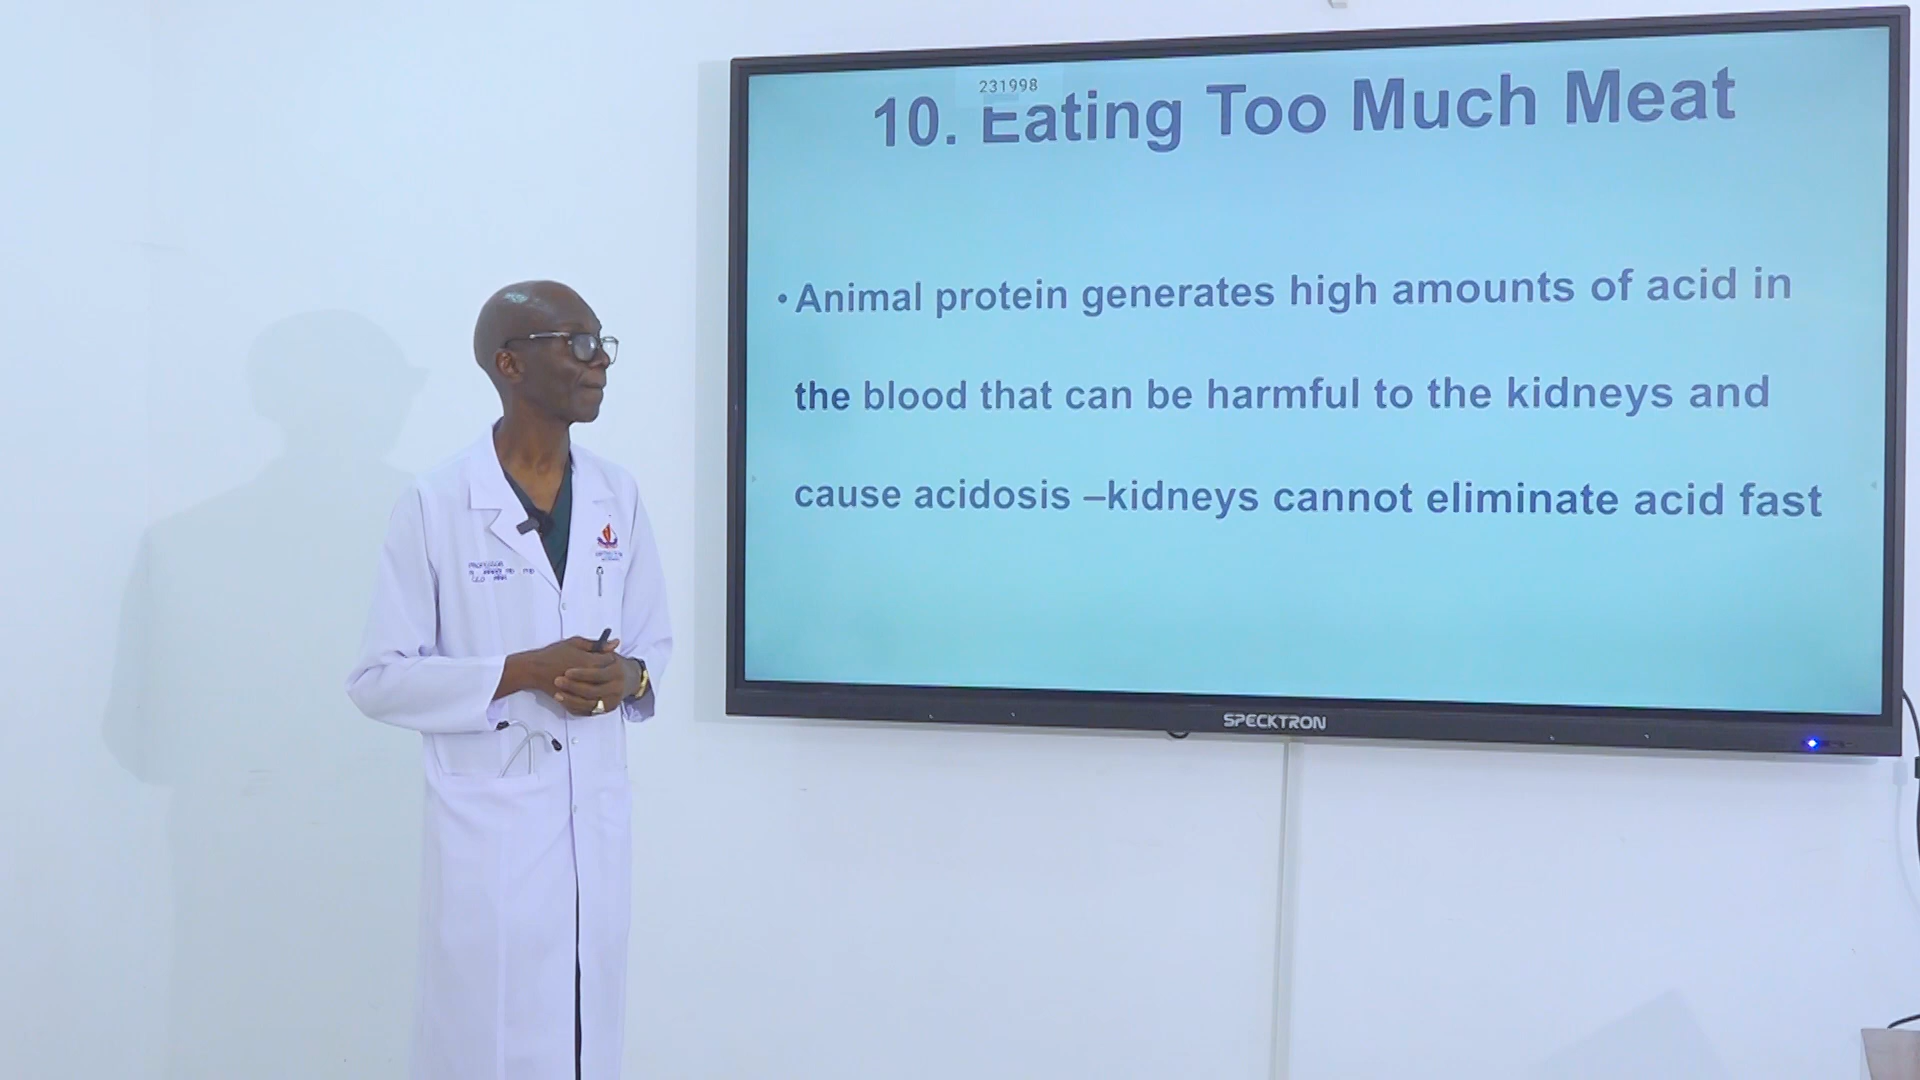 231998
10. Eating Too Much Meat
• Animal protein generates high amounts of acid in
the blood that can be harmful to the kidneys and
cause acidosis –kidneys cannot eliminate acid fast
SPECKTRON
PROFESSOR